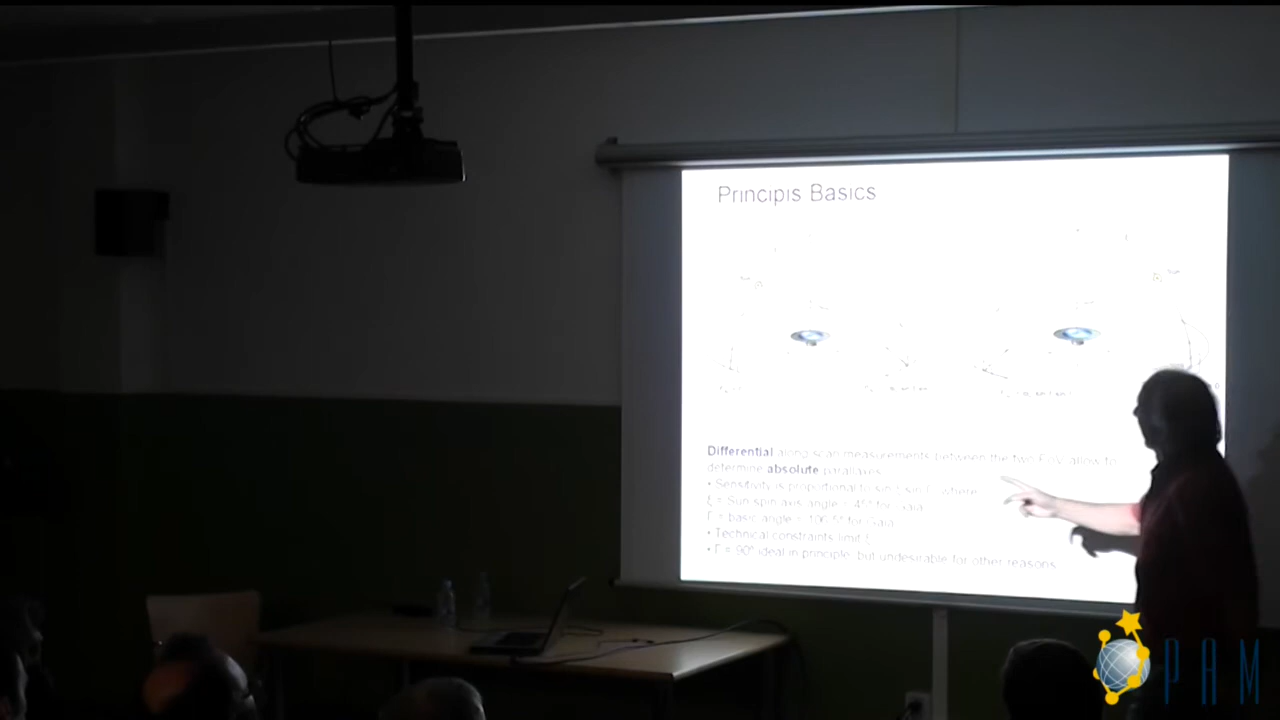 Principis Basics
Differential along scan measurements between the two FoV allow to
determine absolute parallaxes
• Sensitivity is proportional to sin ξ sin Γ, where
ξ = Sun spin axis angle = 45° for Gaia
Γ = basic angle = 106.5° for Gaia
• Technical constraints limit ξ
• Γ = 90° ideal in principle, but undesirable for other reasons
PAM